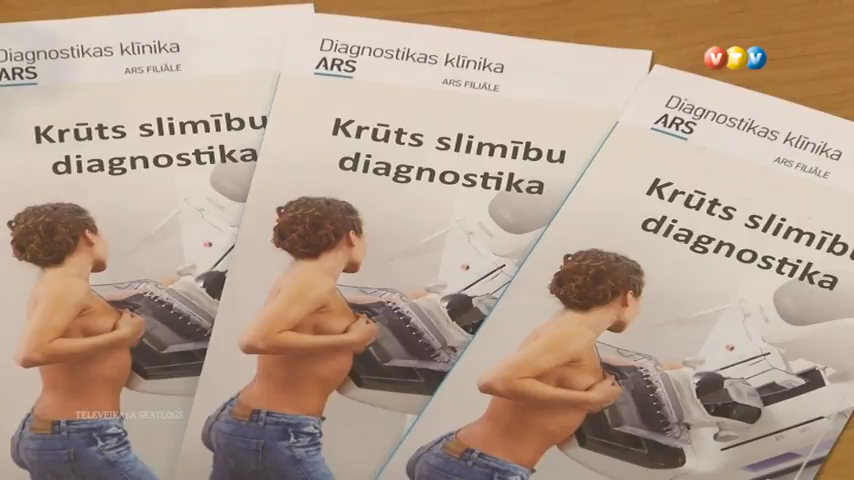 Diagnostikas klīnika
ARS
ARS FILIĀLE
Krūts slimību
diagnostika
Diagnostikas klīnika
ARS
ARS FILIĀLE
Krūts slimību
diagnostika
Diagnostikas klīnika
ARS
ARS FILIĀLE
Krūts slimību
diagnostika
VTV
TELEVEIKALA SKATLOGS